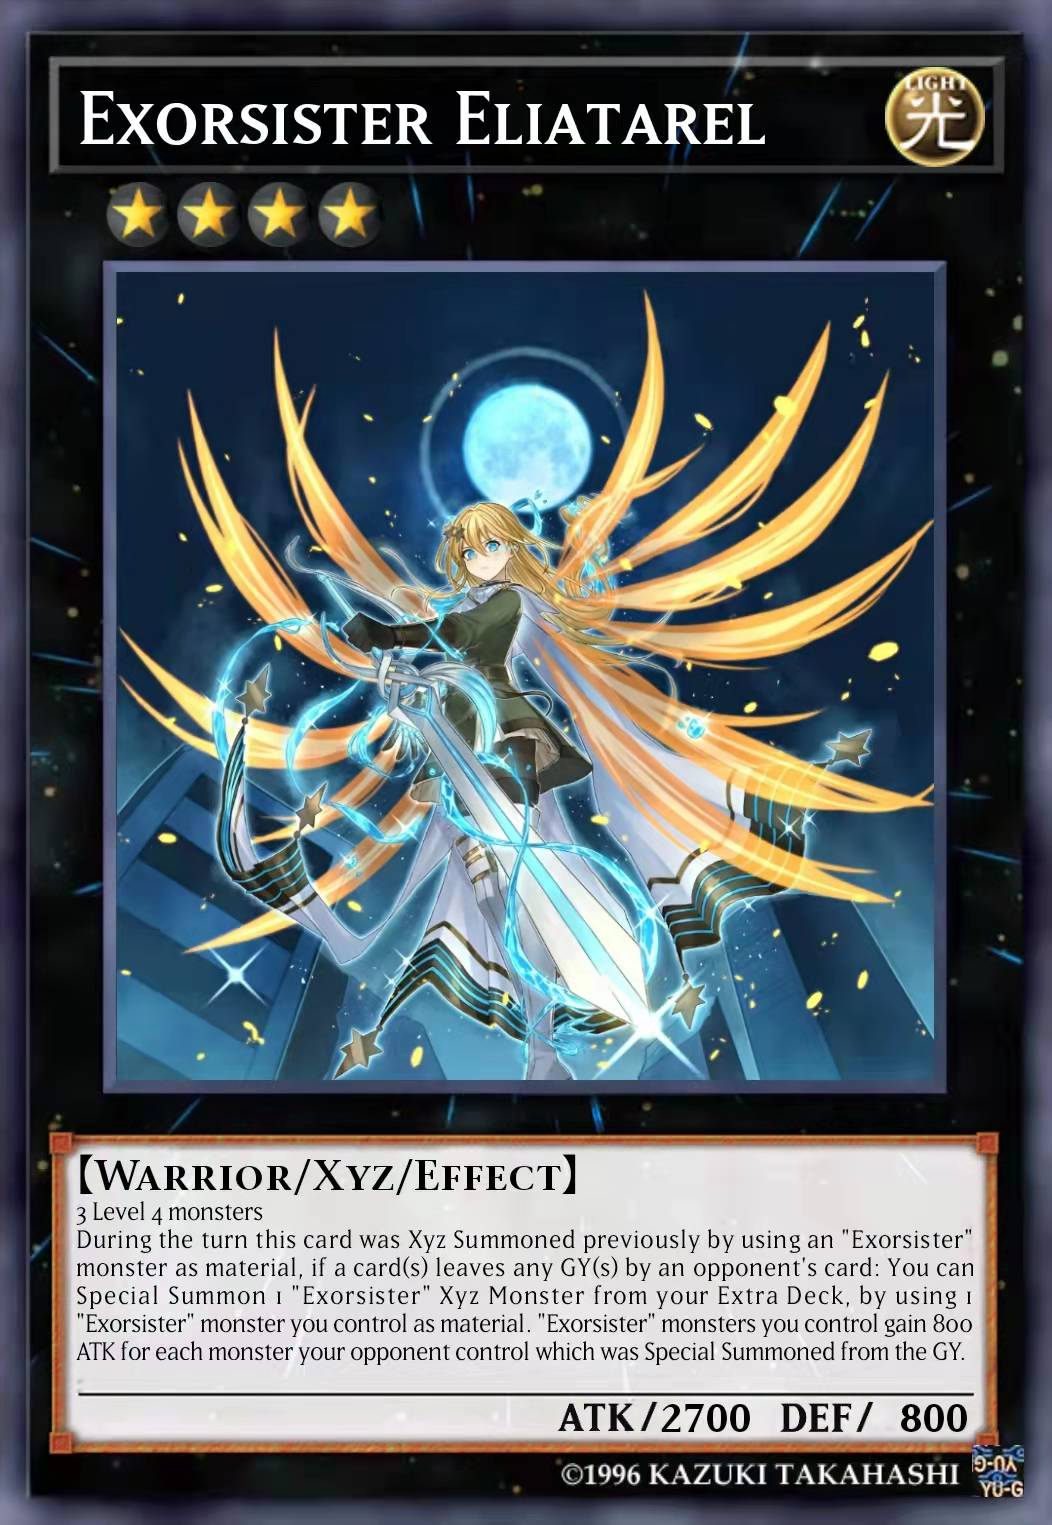 Exorsister Eliatarel
LIGHT
光
【Warrior/Xyz/Effect】
3 Level 4 monsters
During the turn this card was Xyz Summoned previously by using an "Exorsister"
monster as material, if a card(s) leaves any GY(s) by an opponent's card: You can
Special Summon 1 "Exorsister" Xyz Monster from your Extra Deck, by using 1
"Exorsister" monster you control as material. "Exorsister" monsters you control gain 800
ATK for each monster your opponent control which was Special Summoned from the GY.
ATK/2700 DEF/ 800
©1996 KAZUKI TAKAHASHI
YU-G
YU-G